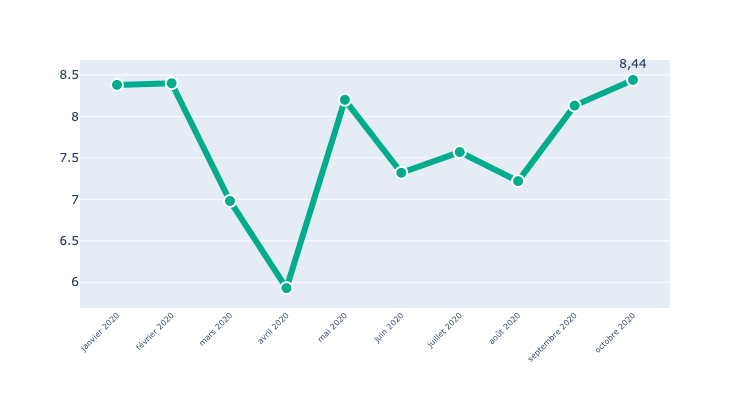 8,44
8.5
8
7.5
7
6.5
6
janvier 2020
février 2020
mars 2020
avril 2020
mai 2020
juin 2020
juillet 2020
août 2020
septembre 2020
octobre 2020